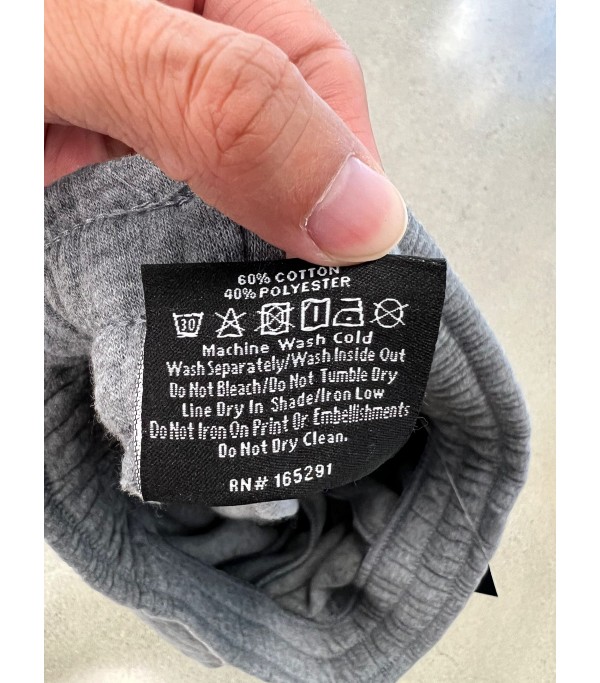 60% COTTON
40% POLYESTER
30
Machine Wash Cold
Wash Separately/Wash Inside Out
Do Not Bleach/Do Not Tumble Dry
Line Dry In Shade/Iron Low
Do Not Iron On Print Or Embellishments
Do Not Dry Clean.
RN# 165291